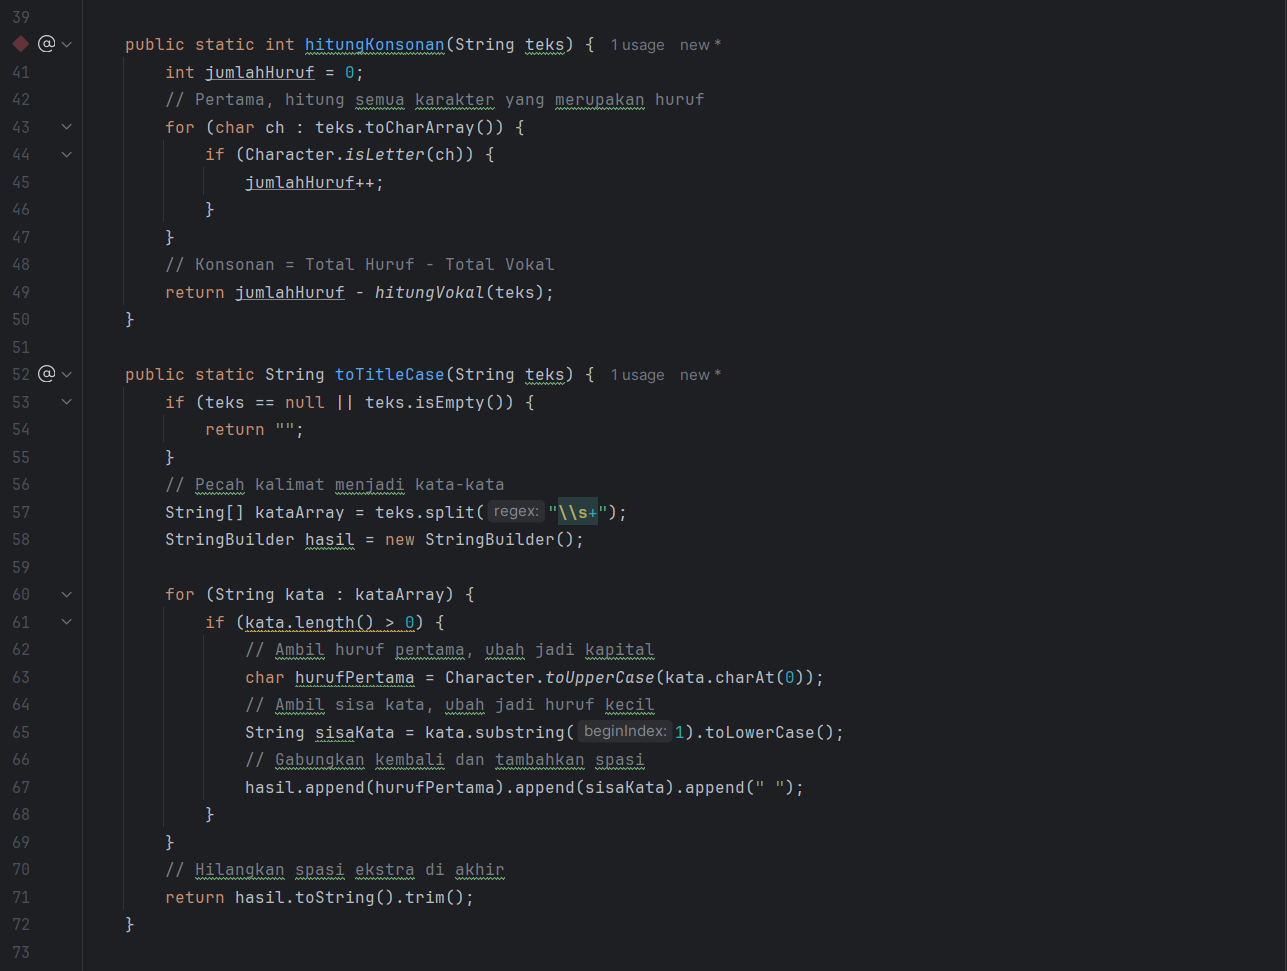 39
@ public static int hitungKonsonan(String teks) { 1 usage new *
41 int jumlahHuruf = 0;
42 // Pertama, hitung semua karakter yang merupakan huruf
43 for (char ch : teks.toCharArray()) {
44 if (Character.isLetter(ch)) {
45 jumlahHuruf++;
46 }
47 }
48 // Konsonan = Total Huruf - Total Vokal
49 return jumlahHuruf - hitungVokal(teks);
50 }
51
52 @ public static String toTitleCase(String teks) { 1 usage new *
53 if (teks == null || teks.isEmpty()) {
54 return "";
55 }
56 // Pecah kalimat menjadi kata-kata
57 String[] kataArray = teks.split( regex: "\\s+");
58 StringBuilder hasil = new StringBuilder();
59
60 for (String kata : kataArray) {
61 if (kata.length() > 0) {
62 // Ambil huruf pertama, ubah jadi kapital
63 char hurufPertama = Character.toUpperCase(kata.charAt(0));
64 // Ambil sisa kata, ubah jadi huruf kecil
65 String sisaKata = kata.substring( beginIndex: 1).toLowerCase();
66 // Gabungkan kembali dan tambahkan spasi
67 hasil.append(hurufPertama).append(sisaKata).append(" ");
68 }
69 }
70 // Hilangkan spasi ekstra di akhir
71 return hasil.toString().trim();
72 }
73